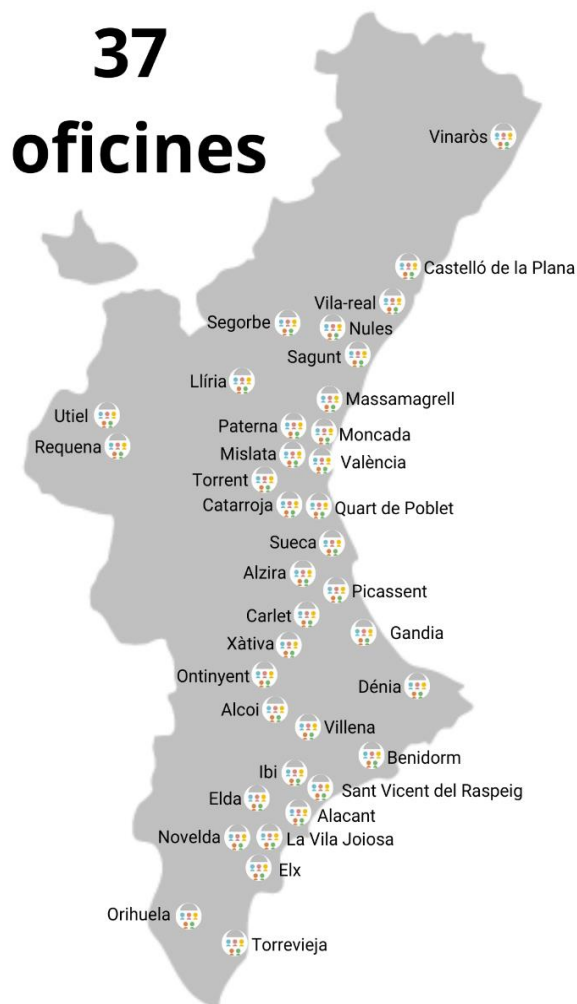 37
oficines
Vinaròs
Castelló de la Plana
Vila-real
Segorbe
Nules
Sagunt
Llíria
Massamagrell
Utiel
Paterna
Moncada
Requena
Mislata
València
Torrent
Catarroja
Quart de Poblet
Sueca
Alzira
Picassent
Carlet
Gandia
Xàtiva
Ontinyent
Dénia
Alcoi
Villena
Benidorm
Ibi
Sant Vicent del Raspeig
Elda
Alacant
Novelda
La Vila Joiosa
Elx
Orihuela
Torrevieja